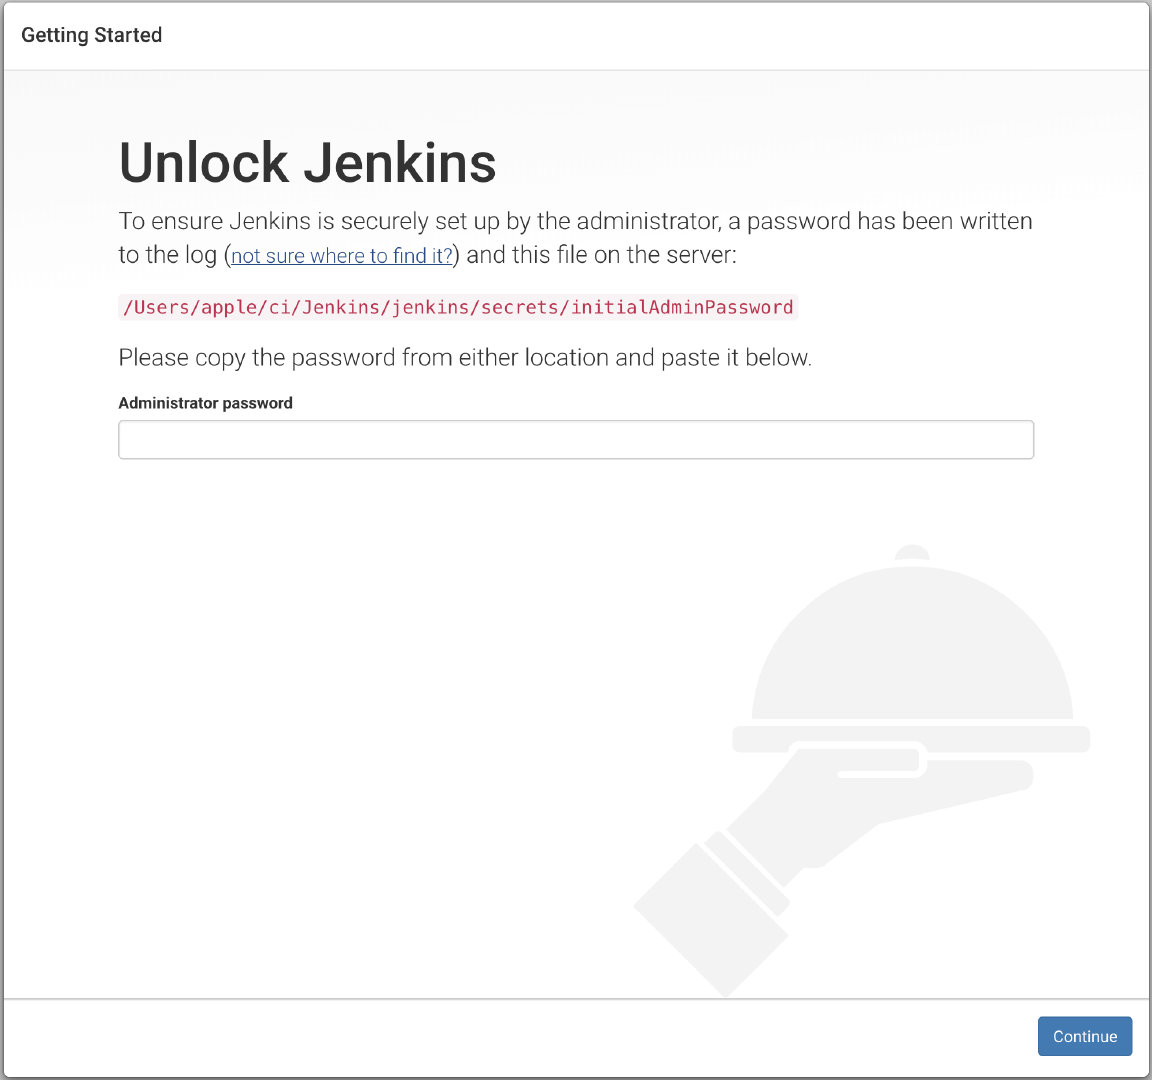 Getting Started
Unlock Jenkins
To ensure Jenkins is securely set up by the administrator, a password has been written
to the log (not sure where to find it?) and this file on the server:
/Users/apple/ci/Jenkins/jenkins/secrets/initialAdminPassword
Please copy the password from either location and paste it below.
Administrator password
Continue